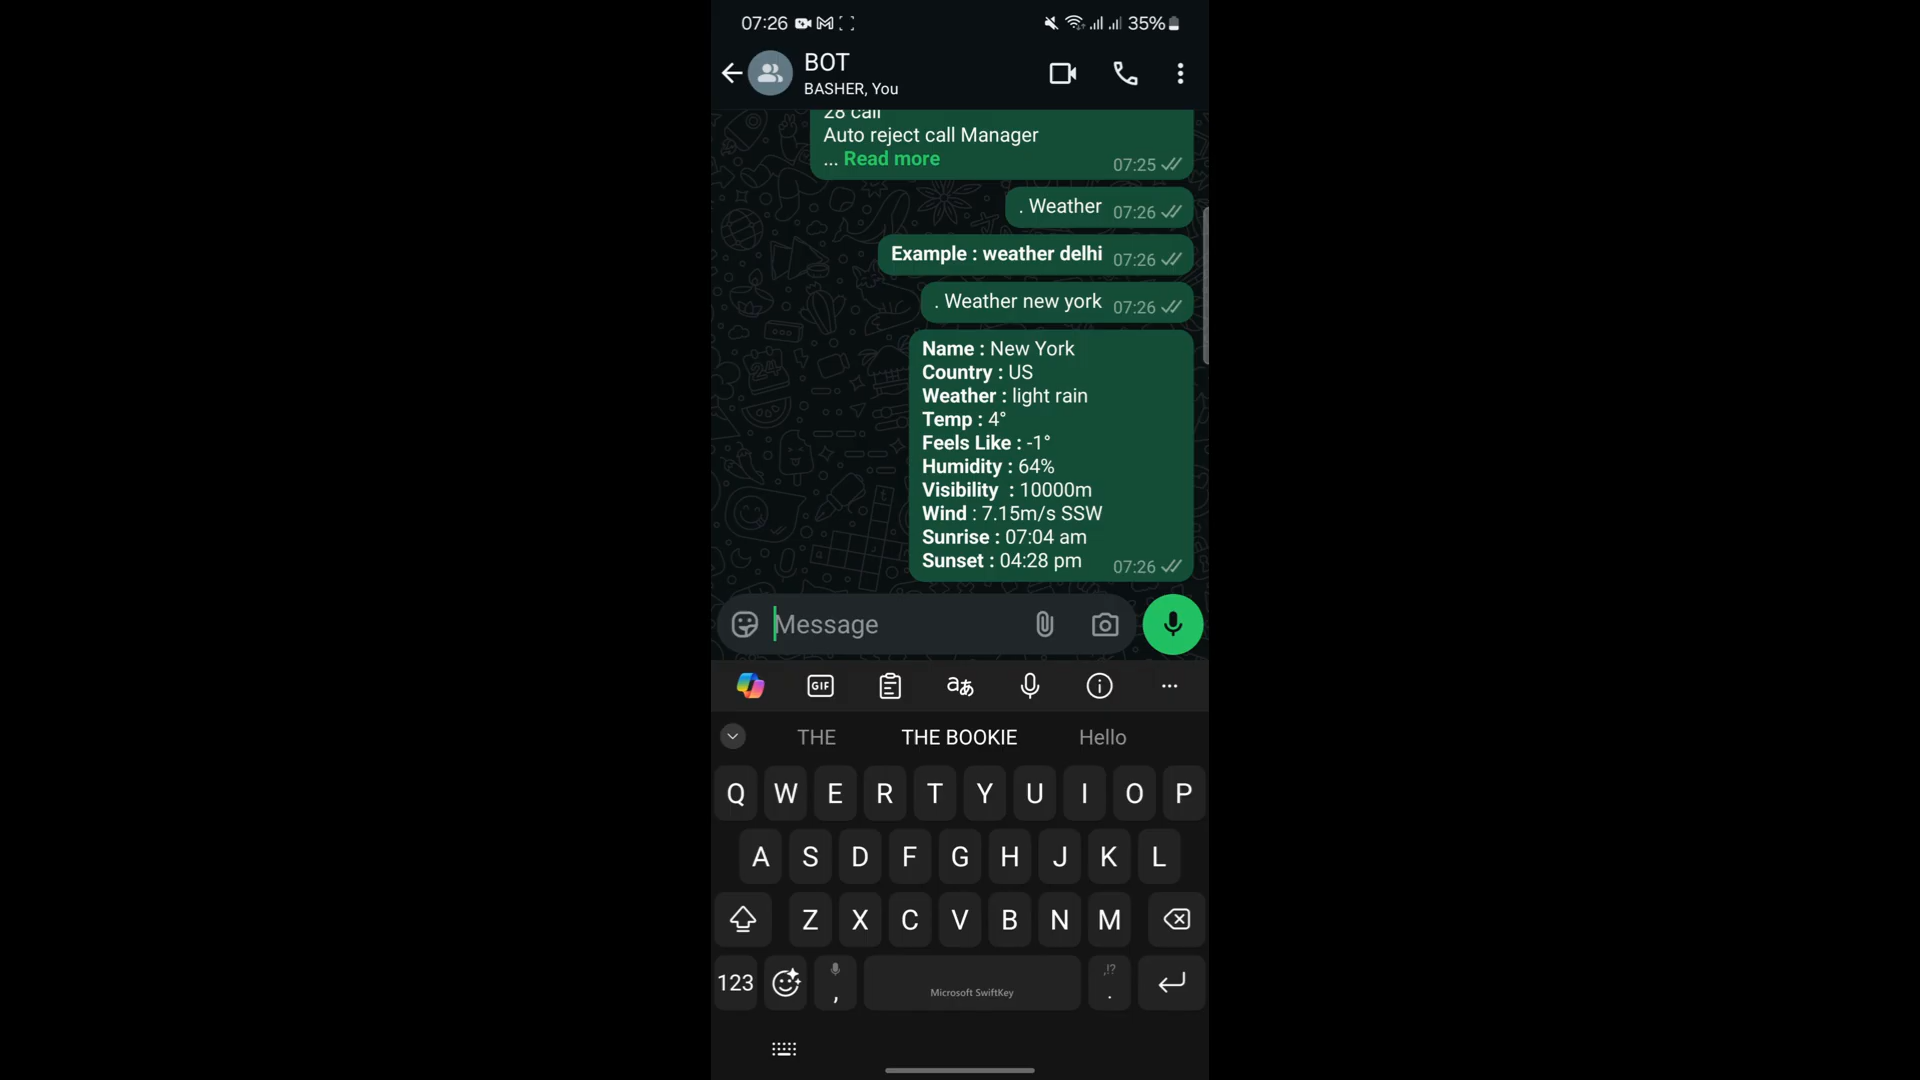 07:26 35%
BOT
BASHER, You
28 call
Auto reject call Manager
... Read more 07:25
. Weather 07:26
Example : weather delhi 07:26
. Weather new york 07:26
Name : New York
Country : US
Weather : light rain
Temp : 4°
Feels Like : -1°
Humidity : 64%
Visibility  : 10000m
Wind : 7.15m/s SSW
Sunrise : 07:04 am
Sunset : 04:28 pm 07:26
Message
GIF
THE THE BOOKIE Hello
Q W E R T Y U I O P
A S D F G H J K L
Z X C V B N M
,!?
123 , Microsoft SwiftKey .